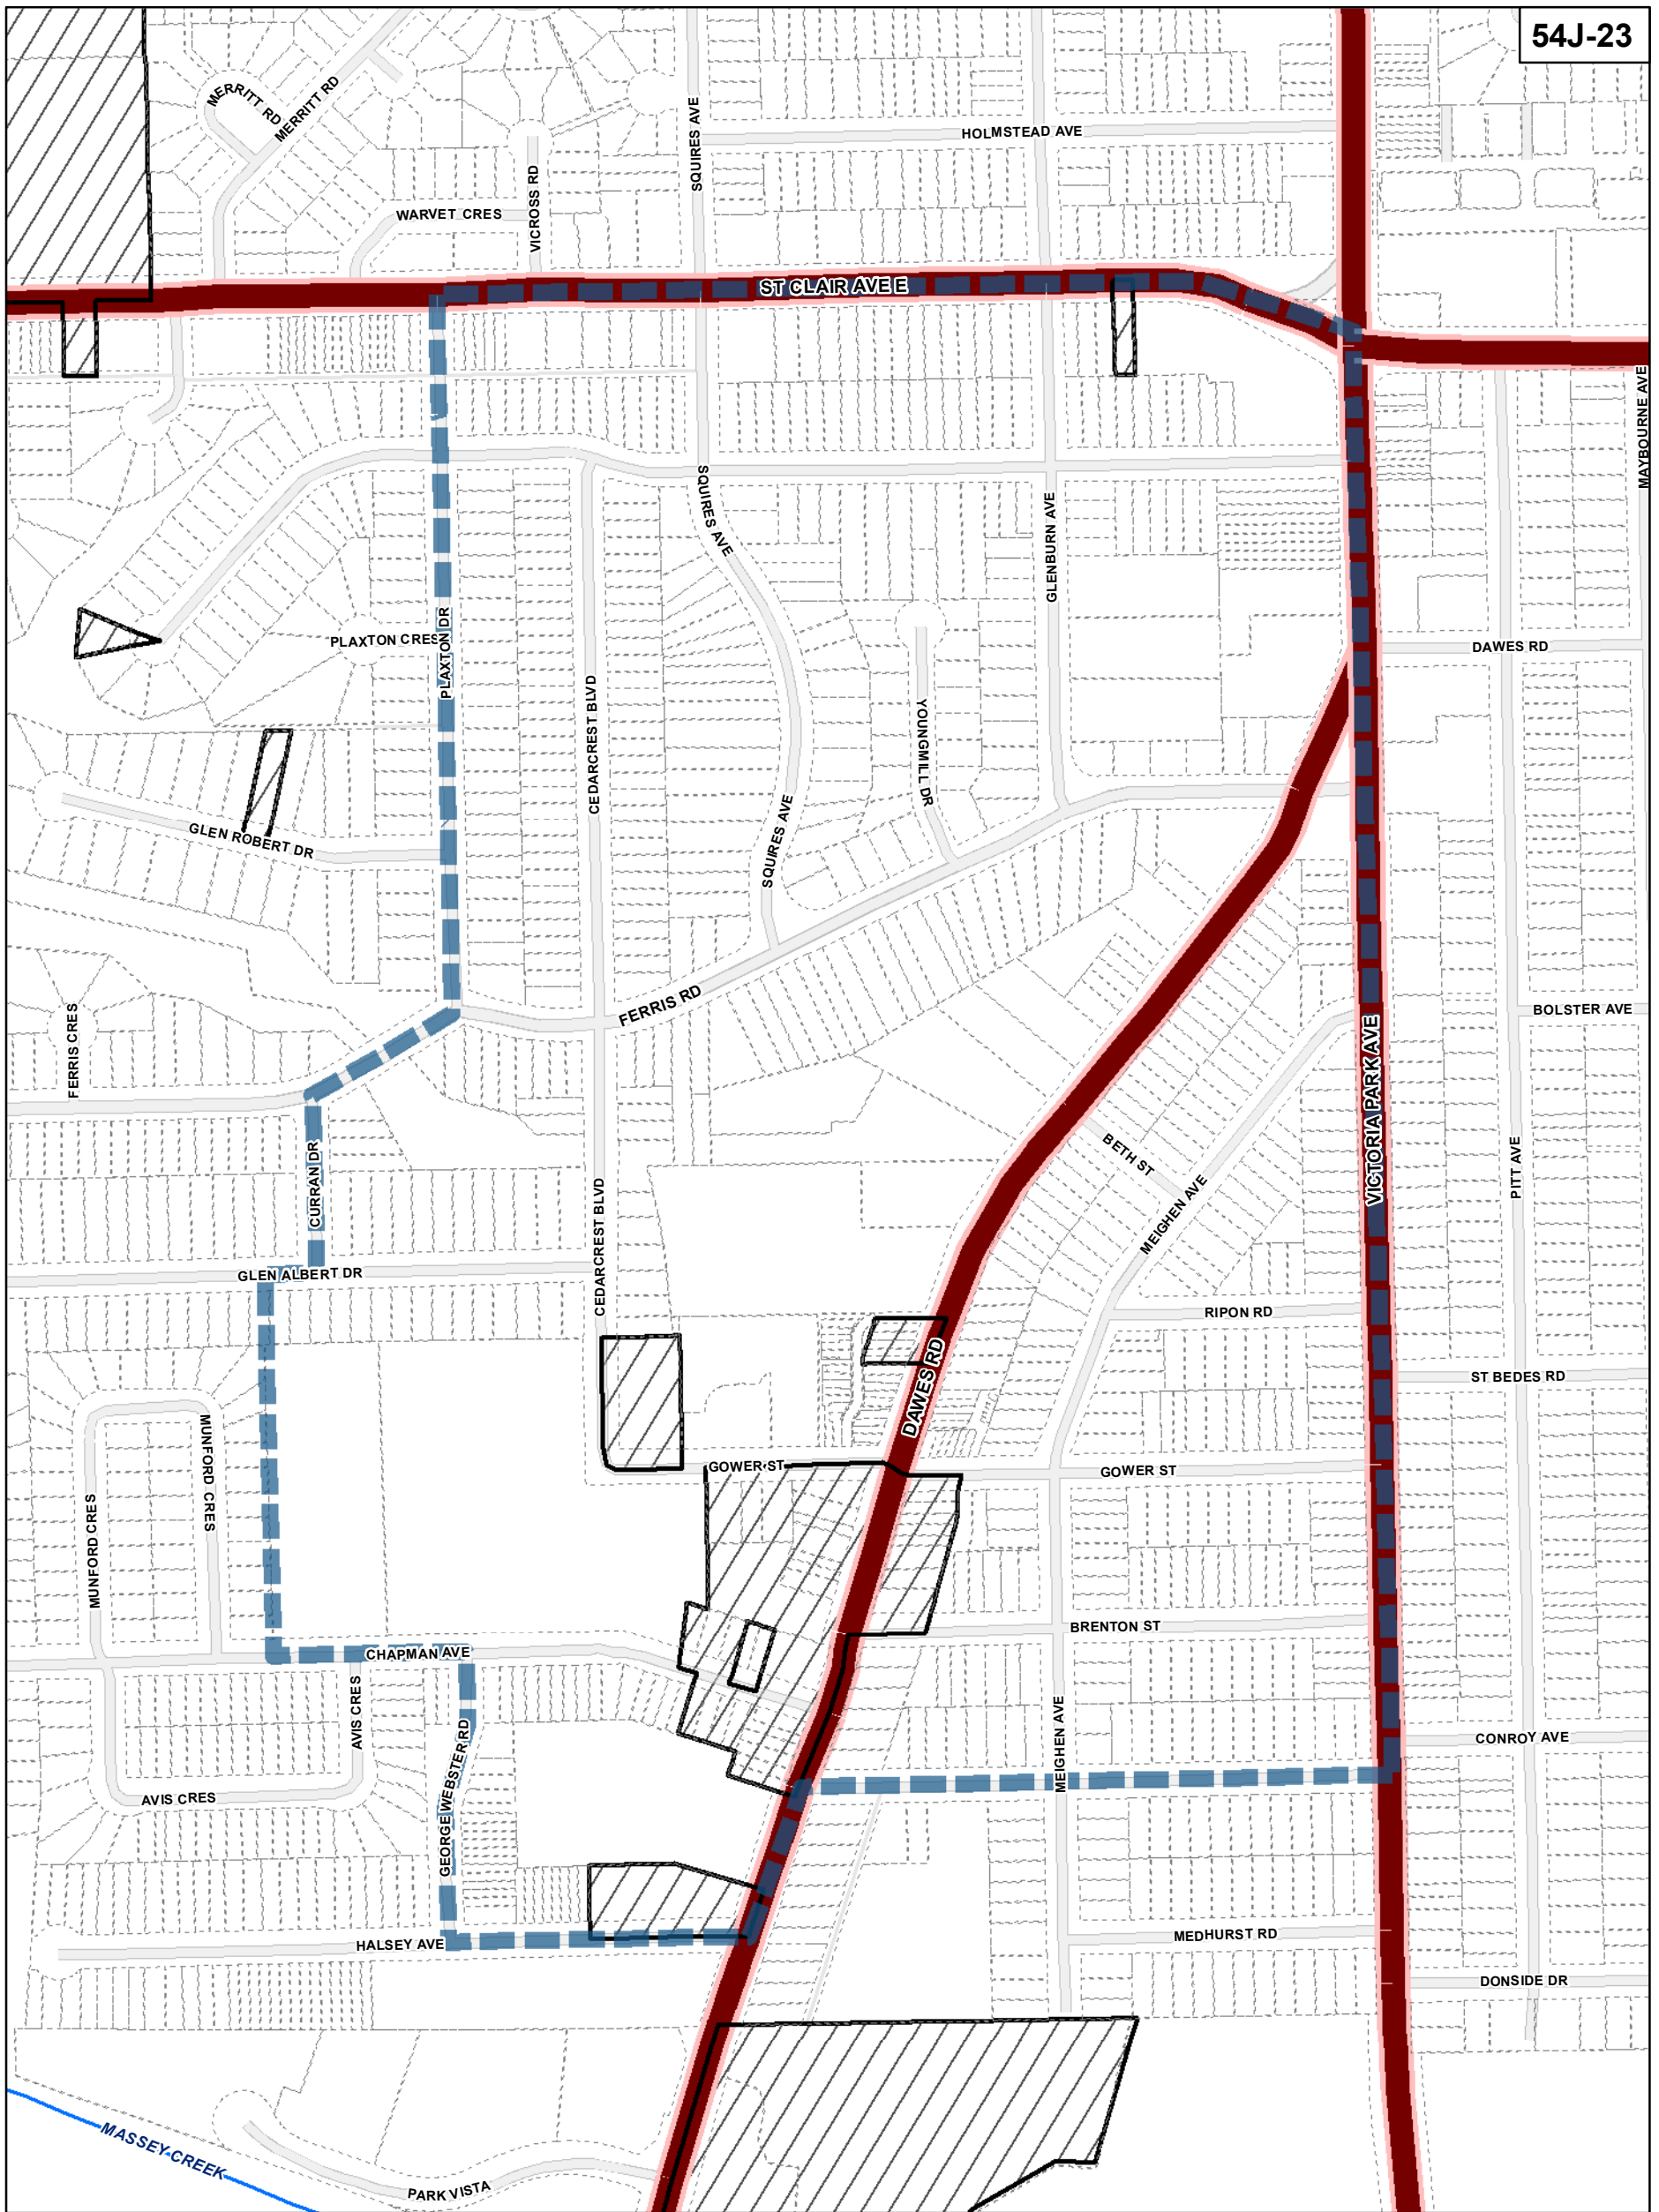 54J-23
MERRITT RD
MERRITT RD
SQUIRES AVE
HOLMSTEAD AVE
VICROSS RD
WARVET CRES
ST CLAIR AVE E
MAYBOURNE AVE
SQUIRES AVE
GLENBURN AVE
PLAXTON CRES
PLAXTON DR
DAWES RD
CEDARCREST BLVD
YOUNGMILL DR
SQUIRES AVE
GLEN ROBERT DR
FERRIS RD
FERRIS CRES
BOLSTER AVE
VICTORIA PARK AVE
CURRAN DR
BETH ST
PITT AVE
MEIGHEN AVE
CEDARCREST BLVD
GLEN ALBERT DR
RIPON RD
DAWES RD
ST BEDES RD
MUNFORD CRES
MUNFORD CRES
GOWER ST
GOWER ST
BRENTON ST
CHAPMAN AVE
AVIS CRES
GEORGE WEBSTER RD
MEIGHEN AVE
CONROY AVE
AVIS CRES
HALSEY AVE
MEDHURST RD
DONSIDE DR
MASSEY CREEK
PARK VISTA